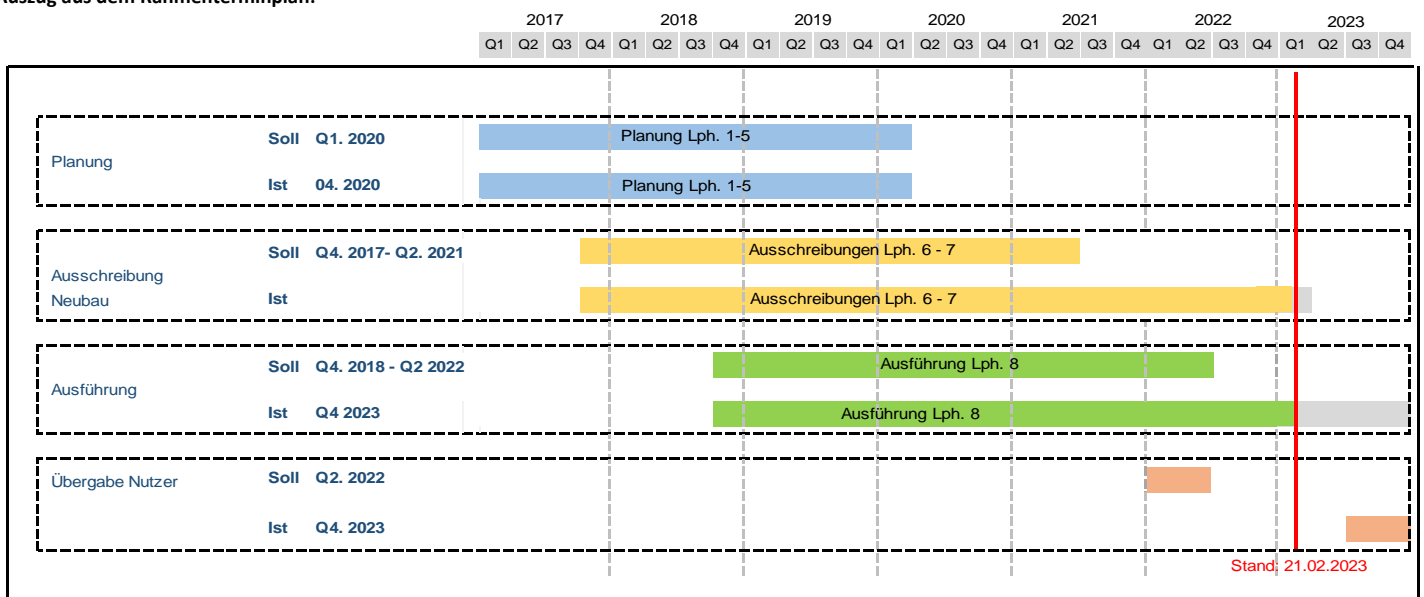 2017 2018 2019 2020 2021 2022 2023
Q1 Q2 Q3 Q4 Q1 Q2 Q3 Q4 Q1 Q2 Q3 Q4 Q1 Q2 Q3 Q4 Q1 Q2 Q3 Q4 Q1 Q2 Q3 Q4 Q1 Q2 Q3 Q4
Planung
Soll Q1. 2020 Planung Lph. 1-5
Ist 04. 2020 Planung Lph. 1-5
Ausschreibung
Neubau
Soll Q4. 2017- Q2. 2021 Ausschreibungen Lph. 6 - 7
Ist Ausschreibungen Lph. 6 - 7
Ausführung
Soll Q4. 2018 - Q2 2022 Ausführung Lph. 8
Ist Q4 2023 Ausführung Lph. 8
Übergabe Nutzer
Soll Q2. 2022
Ist Q4. 2023
Stand: 21.02.2023